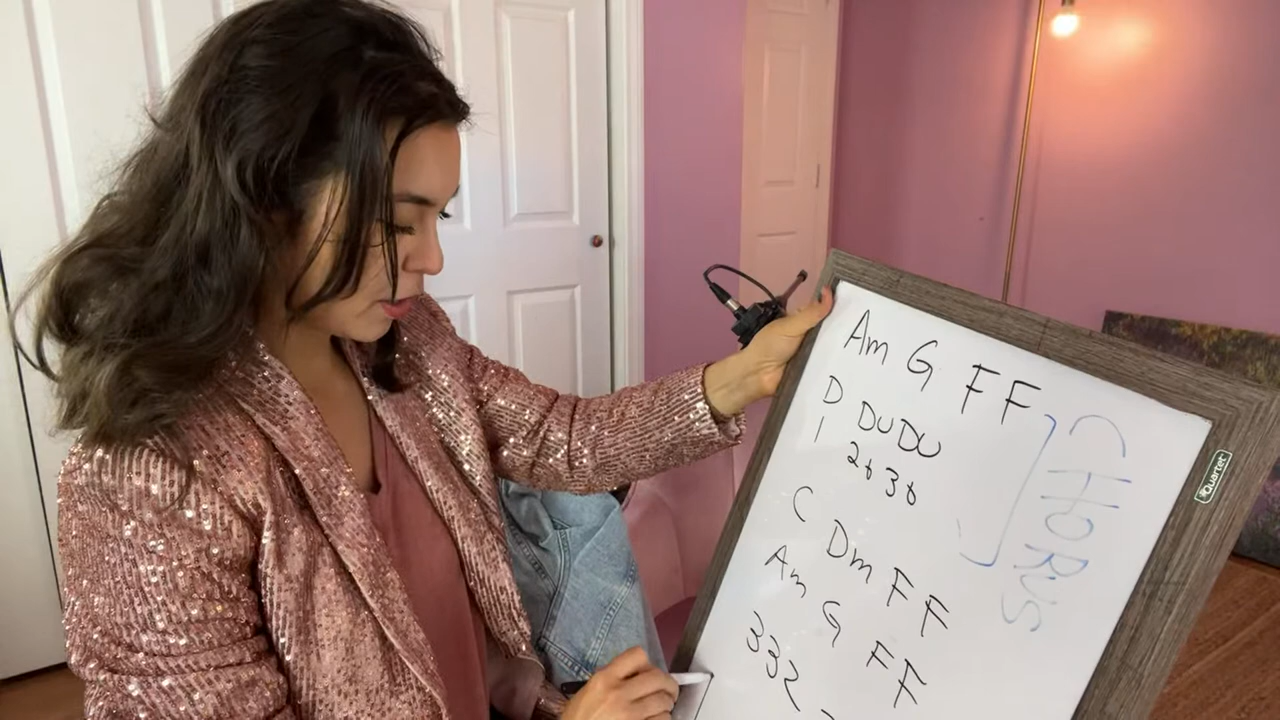 Am G F F
D DUDU
1 2&3&
C Dm F F
Am G F F
332
CHORUS
Quartet